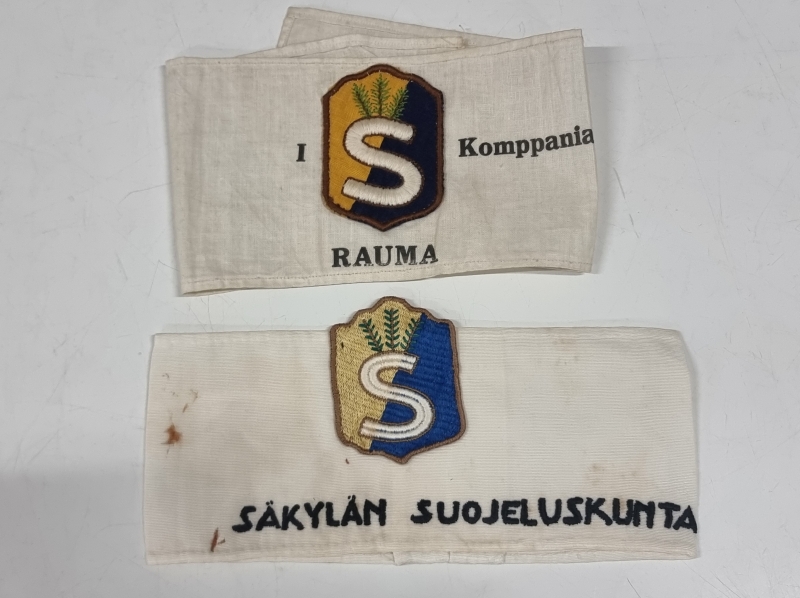 I S Komppania
RAUMA
S
SÄKYLÄN SUOJELUSKUNTA